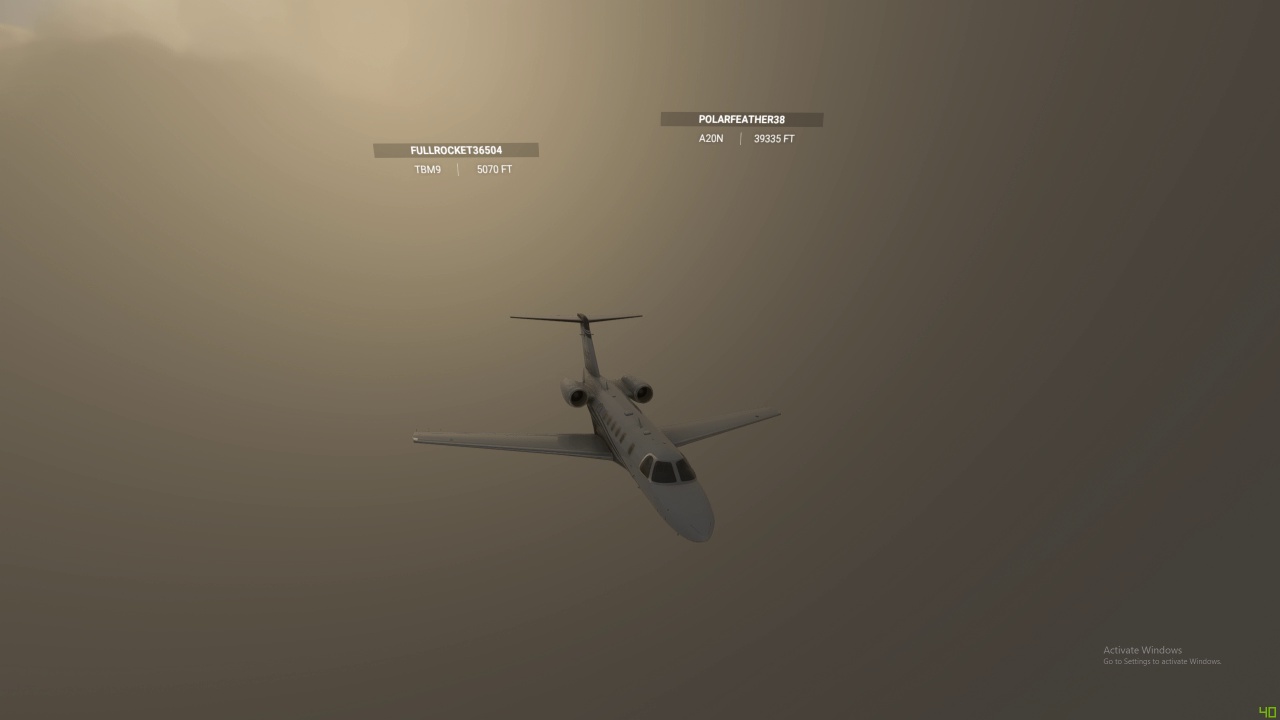 POLARFEATHER38
A20N | 39335 FT
FULLROCKET36504
TBM9 | 5070 FT
Activate Windows
Go to Settings to activate Windows.
40